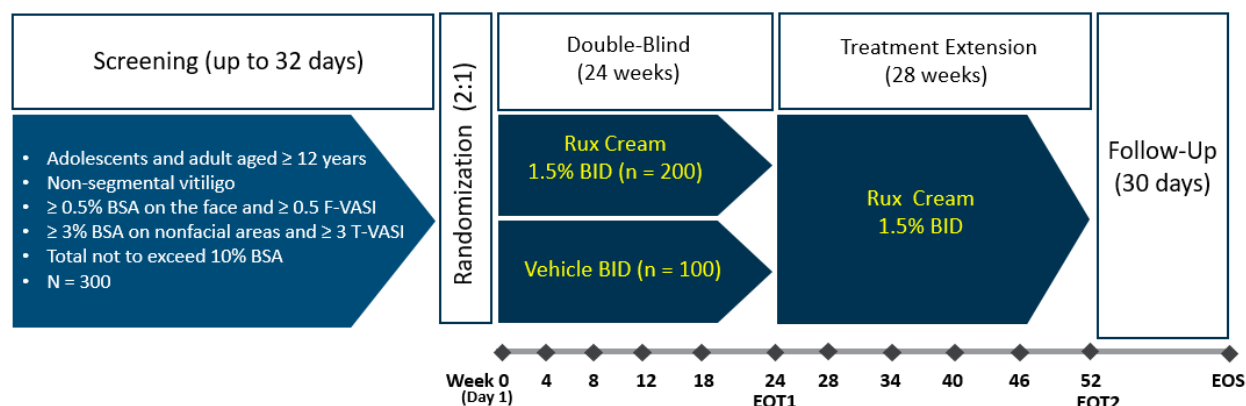 Screening (up to 32 days)
• Adolescents and adult aged ≥ 12 years
• Non-segmental vitiligo
• ≥ 0.5% BSA on the face and ≥ 0.5 F-VASI
• ≥ 3% BSA on nonfacial areas and ≥ 3 T-VASI
• Total not to exceed 10% BSA
• N = 300
Randomization (2:1)
Double-Blind
(24 weeks)
Rux Cream
1.5% BID (n = 200)
Vehicle BID (n = 100)
Treatment Extension
(28 weeks)
Rux Cream
1.5% BID
Follow-Up
(30 days)
Week 0 4 8 12 18 24 28 34 40 46 52 EOS
(Day 1) EOT1 EOT2